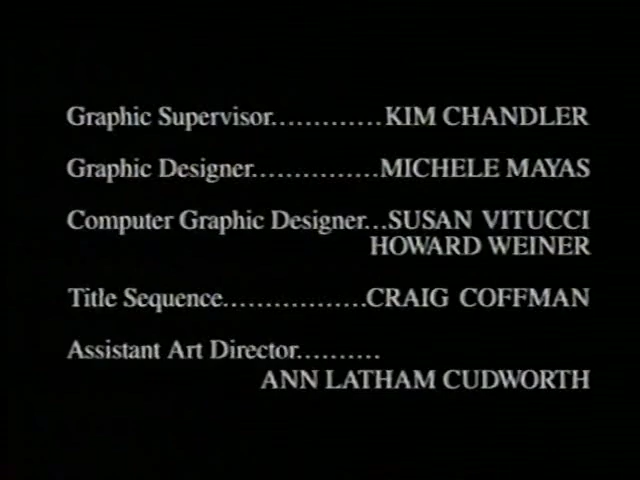 Graphic Supervisor.............KIM CHANDLER
Graphic Designer...............MICHELE MAYAS
Computer Graphic Designer...SUSAN VITUCCI
HOWARD WEINER
Title Sequence.................CRAIG COFFMAN
Assistant Art Director..........
ANN LATHAM CUDWORTH